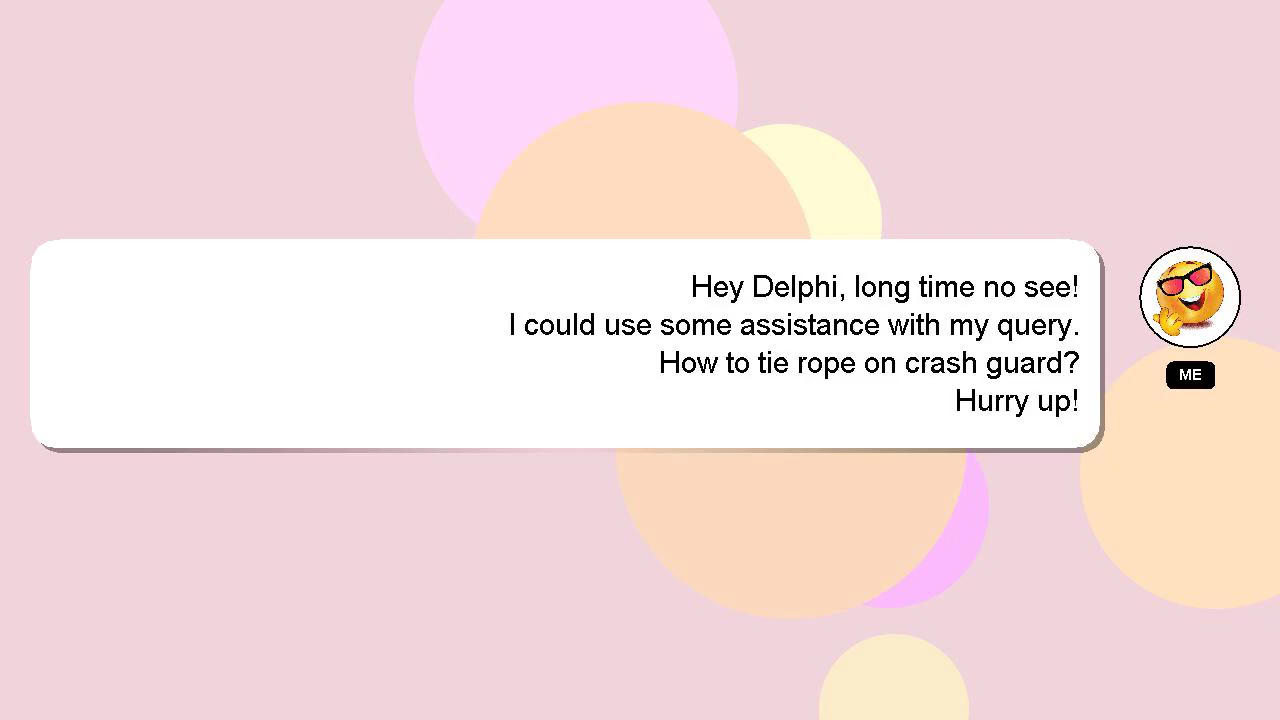 Hey Delphi, long time no see!
I could use some assistance with my query.
How to tie rope on crash guard?
Hurry up!
ME